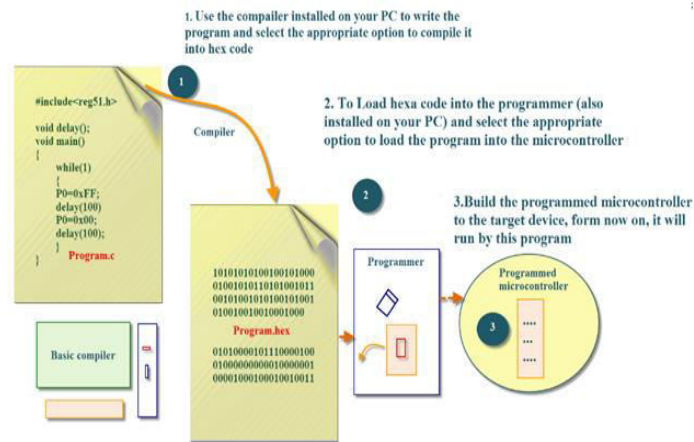 1. Use the compailer installed on your PC to write the
program and select the appropriate option to compile it
into hex code
1
#include<reg51.h>
void delay();
void main()
{
while(1)
{
P0=0xFF;
delay(100)
P0=0x00;
delay(100);
}
}
Program.c
Compiler
2. To Load hexa code into the programmer (also
installed on your PC) and select the appropriate
option to load the program into the microcontroller
2
3.Build the programmed microcontroller
to the target device, form now on, it will
run by this program
10101010100100101000
01001010110101001011
00101001010100101001
010010010010001000
Program.hex
01010000101110000100
01000000000010000001
00001000100010010011
Programmer
Programmed
microcontroller
3
....
...
....
Basic compiler